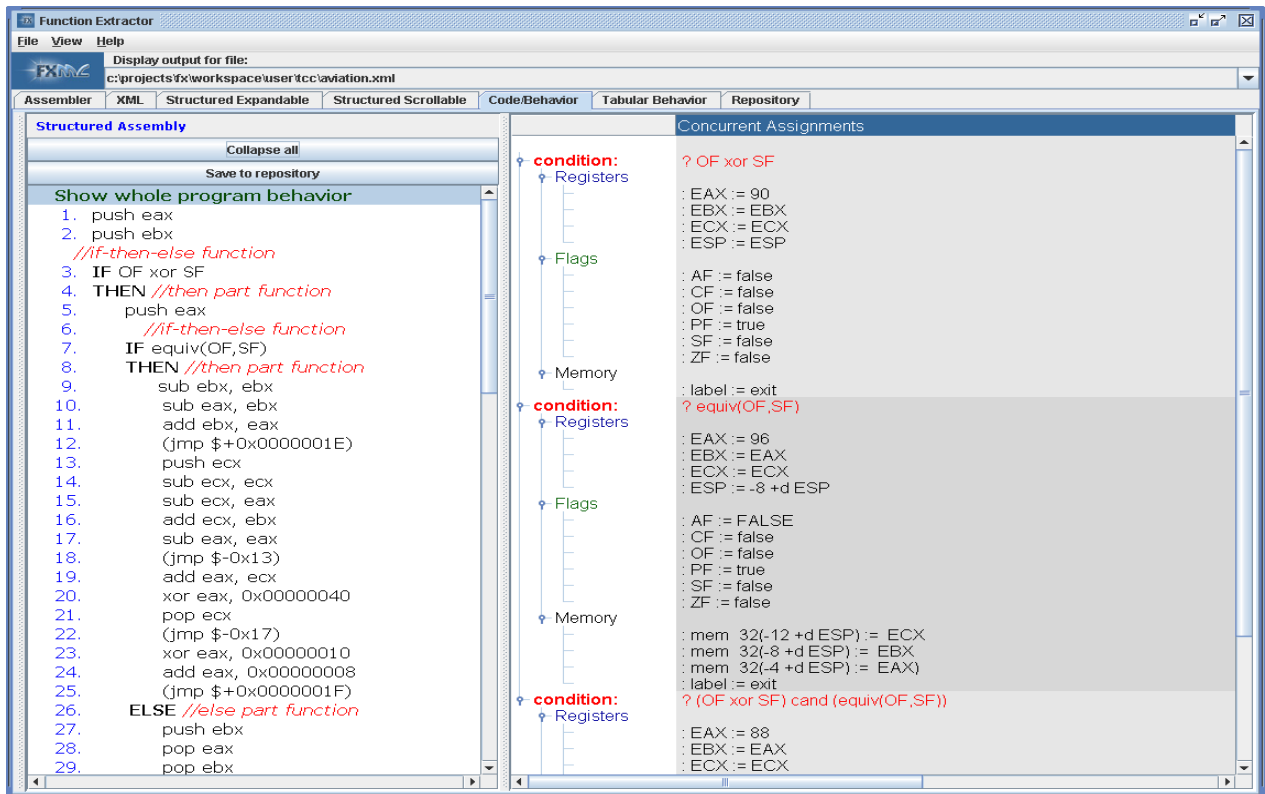 Function Extractor
File View Help
Display output for file:
FX
c:\projects\fx\workspace\user\tcc\aviation.xml
Assembler XML Structured Expandable Structured Scrollable Code/Behavior Tabular Behavior Repository
Structured Assembly
Collapse all
Save to repository
Show whole program behavior
1. push eax
2. push ebx
//if-then-else function
3. IF OF xor SF
4. THEN //then part function
5. push eax
6. //if-then-else function
7. IF equiv(OF,SF)
8. THEN //then part function
9. sub ebx, ebx
10. sub eax, ebx
11. add ebx, eax
12. (jmp $+0x0000001E)
13. push ecx
14. sub ecx, ecx
15. sub ecx, eax
16. add ecx, ebx
17. sub eax, eax
18. (jmp $-0x13)
19. add eax, ecx
20. xor eax, 0x00000040
21. pop ecx
22. (jmp $-0x17)
23. xor eax, 0x00000010
24. add eax, 0x00000008
25. (jmp $+0x0000001F)
26. ELSE //else part function
27. push ebx
28. pop eax
29. pop ebx
Concurrent Assignments
condition: ? OF xor SF
Registers
: EAX := 90
: EBX := EBX
: ECX := ECX
: ESP := ESP
Flags
: AF := false
: CF := false
: OF := false
: PF := true
: SF := false
: ZF := false
Memory
: label := exit
condition: ? equiv(OF,SF)
Registers
: EAX := 96
: EBX := EAX
: ECX := ECX
: ESP := -8 +d ESP
Flags
: AF := FALSE
: CF := false
: OF := false
: PF := true
: SF := false
: ZF := false
Memory
: mem 32(-12 +d ESP) := ECX
: mem 32(-8 +d ESP) := EBX
: mem 32(-4 +d ESP) := EAX)
: label := exit
condition: ? (OF xor SF) cand (equiv(OF,SF))
Registers
: EAX := 88
: EBX := EAX
: ECX := ECX